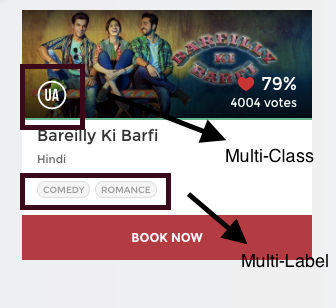 BAREILLY
KI
BARFI
UA
79%
4004 votes
Bareilly Ki Barfi
Multi-Class
Hindi
COMEDY ROMANCE
BOOK NOW
Multi-Label